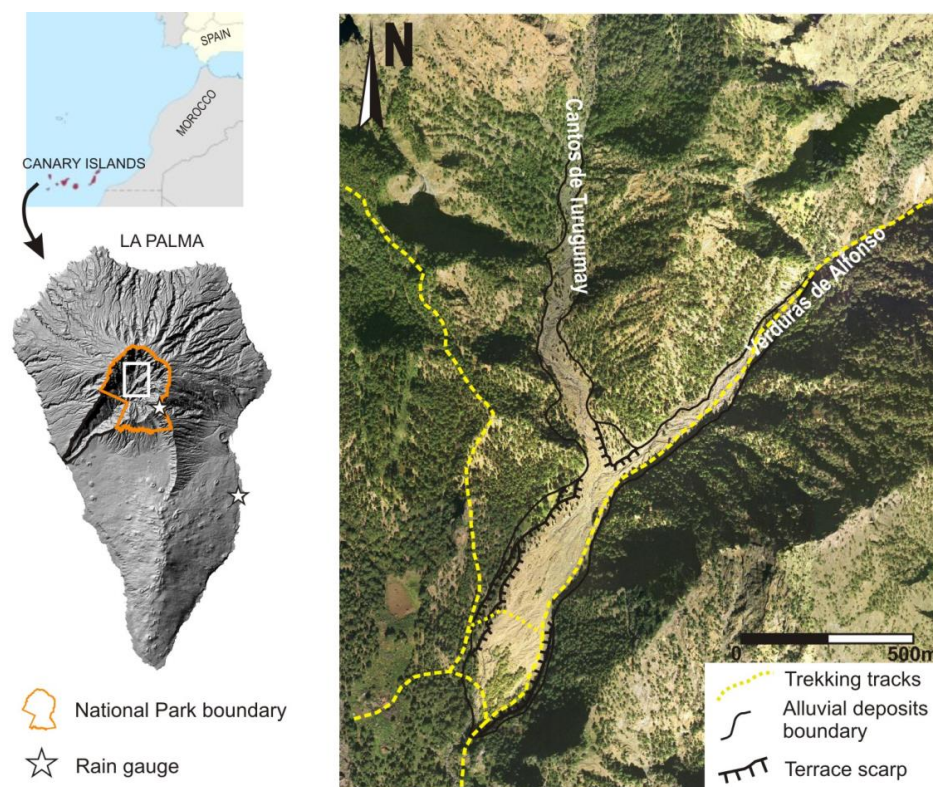 SPAIN
MOROCCO
CANARY ISLANDS
LA PALMA
National Park boundary
Rain gauge
N
Cantos de Turugumay
Verduras de Alfonso
0 500m
Trekking tracks
Alluvial deposits
boundary
Terrace scarp